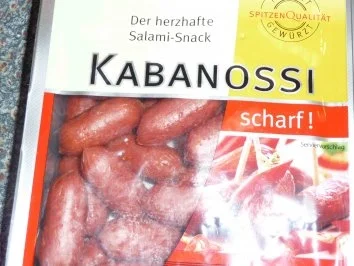 Der herzhafte
Salami-Snack
SPITZENQUALITÄT
GEWÜRZT
KABANOSSI
scharf!
Serviervorschlag